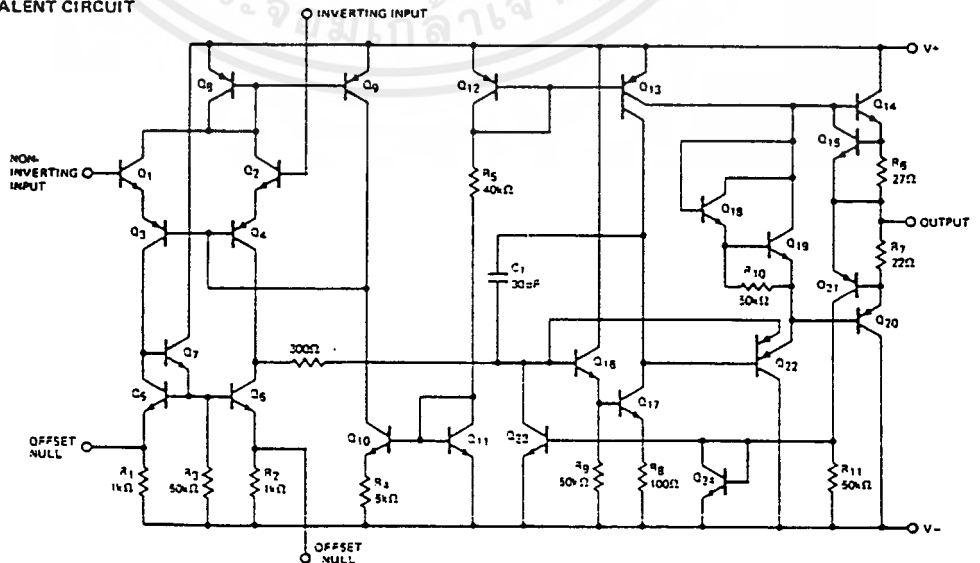 ALENT CIRCUIT
INVERTING INPUT
V+
Q8
Q9
Q12
Q13
Q14
Q15
R6
27Ω
NON-
INVERTING
INPUT
Q1
Q2
R5
40kΩ
OUTPUT
Q3
Q4
Q18
Q19
R7
22Ω
C1
30pF
R10
50kΩ
Q21
Q20
Q7
300Ω
Q16
Q22
Q5
Q6
Q17
OFFSET
NULL
Q10
Q11
Q23
R1
1kΩ
R3
50kΩ
R2
1kΩ
R4
5kΩ
R9
50kΩ
R8
100Ω
Q24
R11
50kΩ
V−
OFFSET
NULL